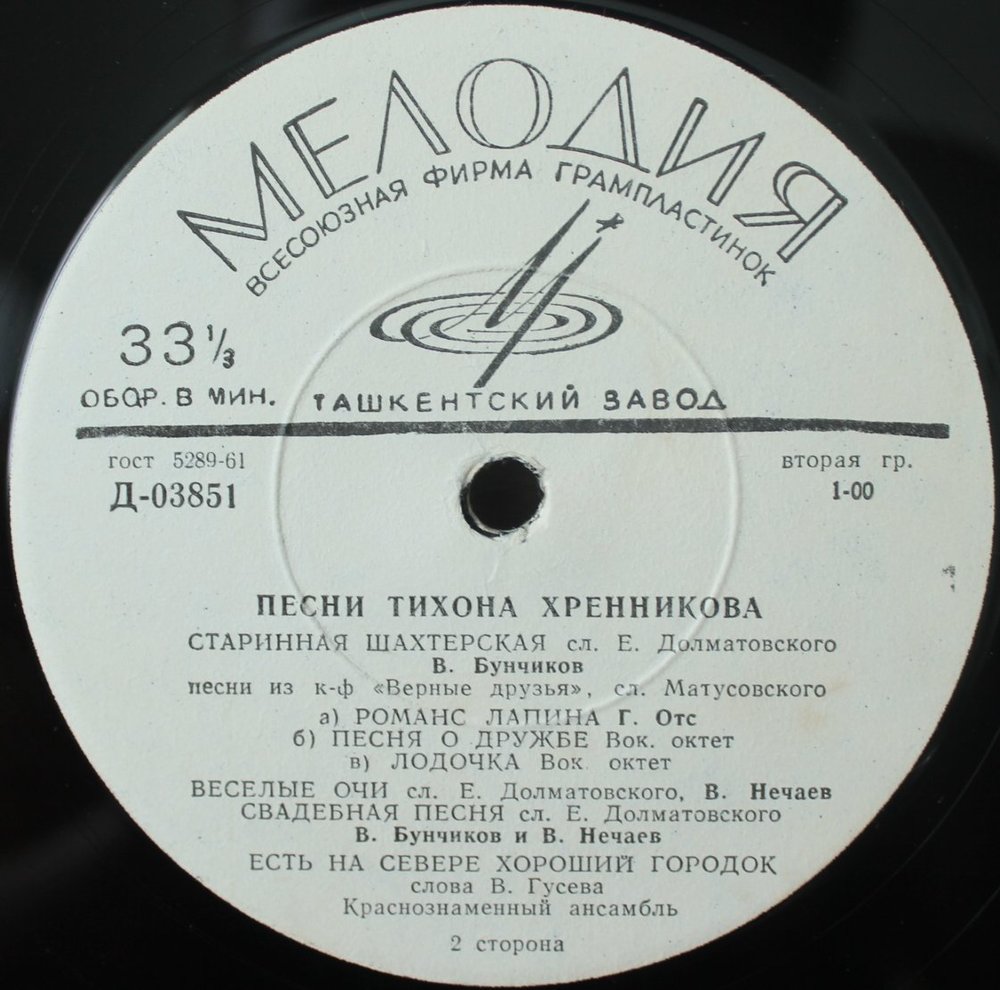 МЕЛОДИЯ
ВСЕСОЮЗНАЯ ФИРМА ГРАМПЛАСТИНОК
33 1/3
ОБОР. В МИН. ТАШКЕНТСКИЙ ЗАВОД
гост 5289-61 вторая гр.
Д-03851 1-00
ПЕСНИ ТИХОНА ХРЕННИКОВА
СТАРИННАЯ ШАХТЕРСКАЯ сл. Е. Долматовского
В. Бунчиков
песни из к-ф «Верные друзья», сл. Матусовского
а) РОМАНС ЛАПИНА Г. Отс
б) ПЕСНЯ О ДРУЖБЕ Вок. октет
в) ЛОДОЧКА Вок. октет
ВЕСЕЛЫЕ ОЧИ сл. Е. Долматовского, В. Нечаев
СВАДЕБНАЯ ПЕСНЯ сл. Е. Долматовского
В. Бунчиков и В. Нечаев
ЕСТЬ НА СЕВЕРЕ ХОРОШИЙ ГОРОДОК
слова В. Гусева
Краснознаменный ансамбль
2 сторона